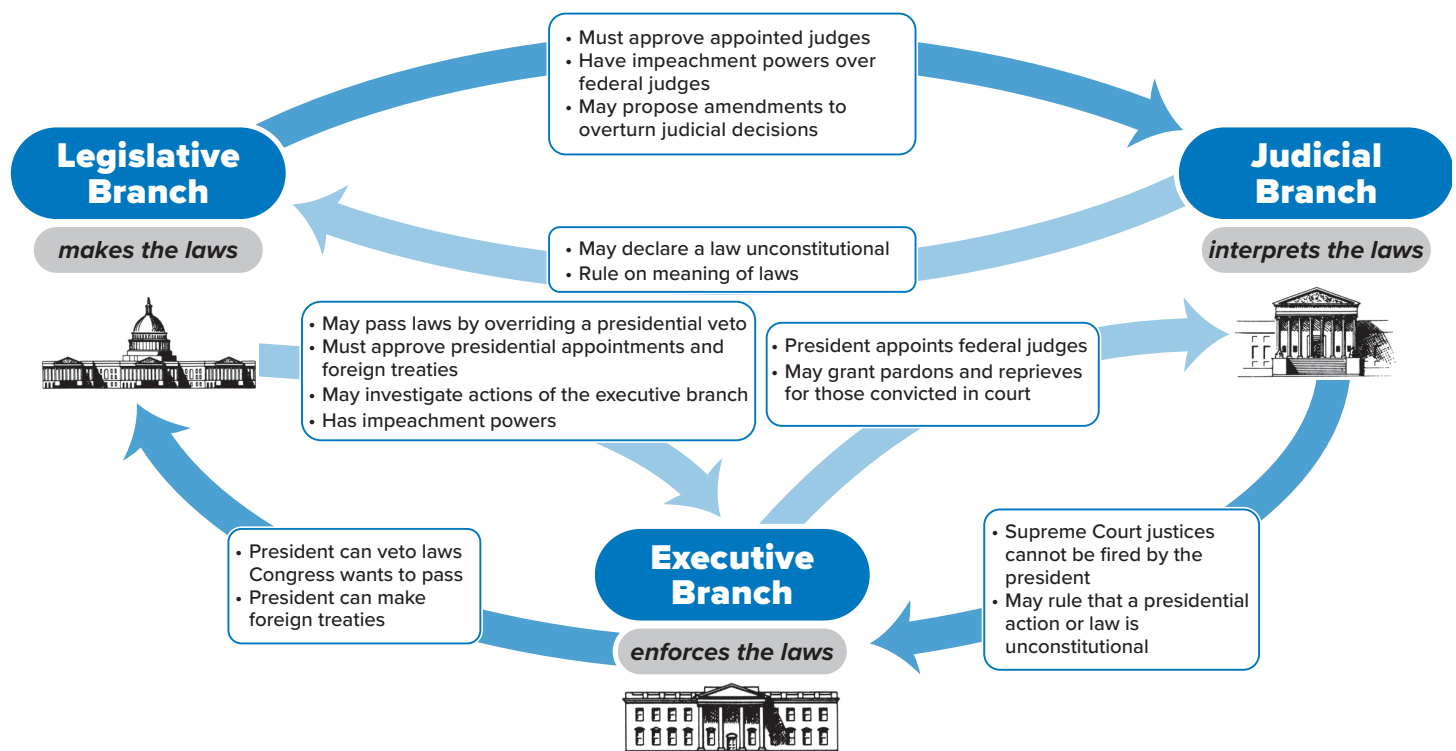 • Must approve appointed judges
• Have impeachment powers over
federal judges
• May propose amendments to
overturn judicial decisions
Legislative
Branch
makes the laws
Judicial
Branch
interprets the laws
• May declare a law unconstitutional
• Rule on meaning of laws
• May pass laws by overriding a presidential veto
• Must approve presidential appointments and
foreign treaties
• May investigate actions of the executive branch
• Has impeachment powers
• President appoints federal judges
• May grant pardons and reprieves
for those convicted in court
• President can veto laws
Congress wants to pass
• President can make
foreign treaties
Executive
Branch
enforces the laws
• Supreme Court justices
cannot be fired by the
president
• May rule that a presidential
action or law is
unconstitutional